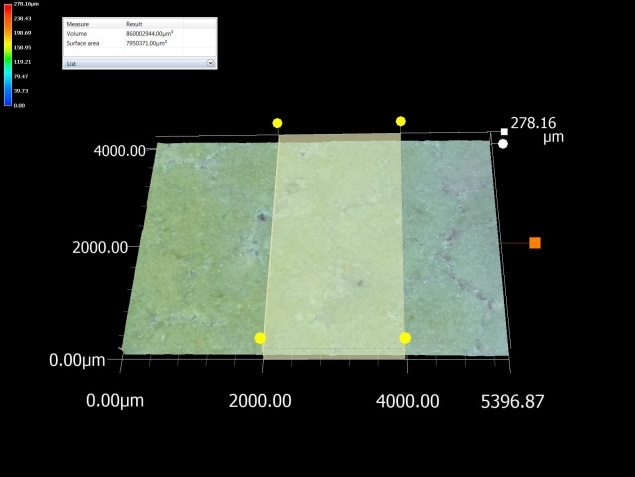 278.16μm
238.43
198.69
158.95
119.21
79.47
39.73
0.00
Measure Result
Volume 860002944.00μm³
Surface area 7950371.00μm²
List
278.16
μm
4000.00
2000.00
0.00μm
0.00μm 2000.00 4000.00 5396.87